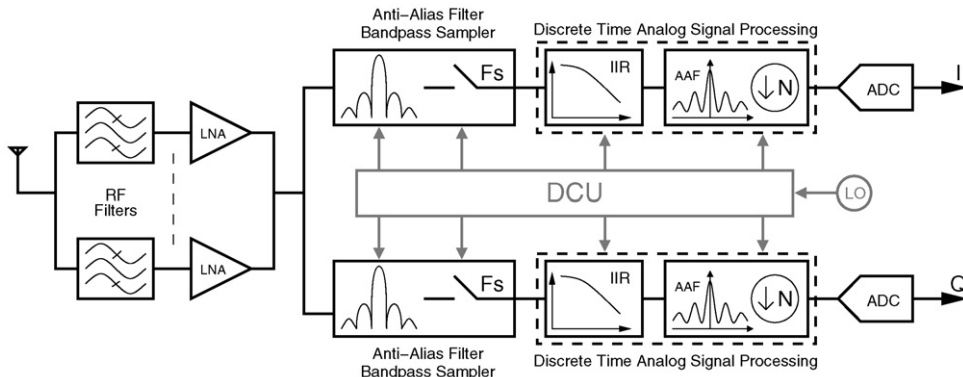 Anti–Alias Filter
Bandpass Sampler
Discrete Time Analog Signal Processing
Fs
IIR
AAF
↓N
ADC
I
LNA
RF
Filters
DCU
LO
LNA
Fs
IIR
AAF
↓N
ADC
Q
Anti–Alias Filter
Bandpass Sampler
Discrete Time Analog Signal Processing